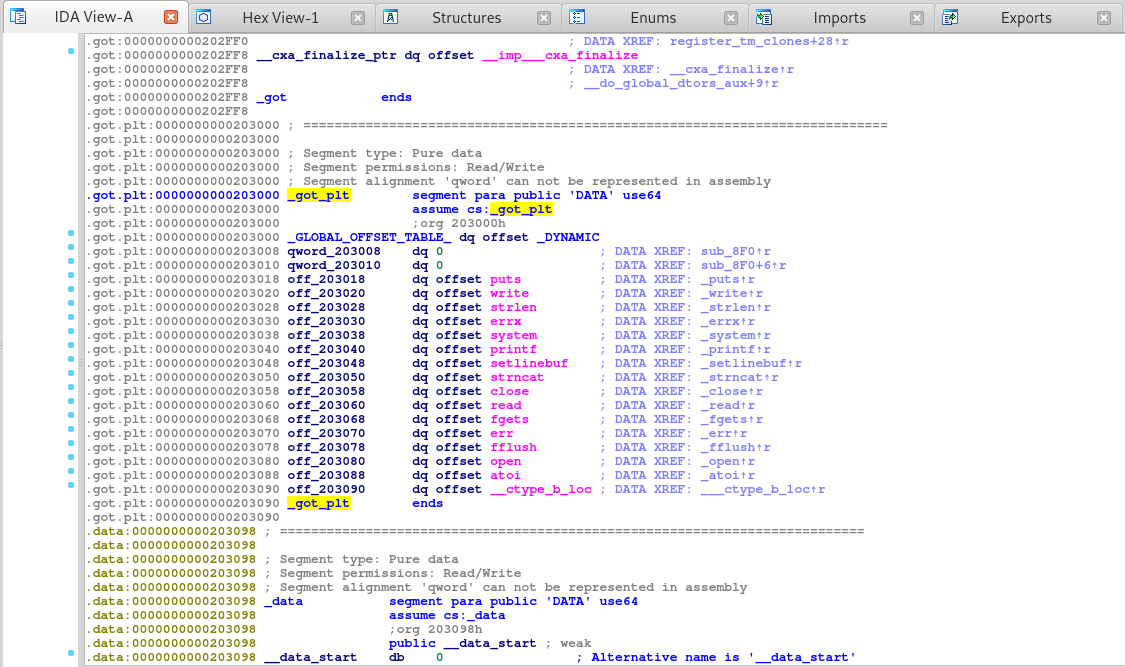 IDA View-A Hex View-1 Structures Enums Imports Exports
.got:0000000000202FF0 ; DATA XREF: register_tm_clones+28↑r
.got:0000000000202FF8 __cxa_finalize_ptr dq offset __imp___cxa_finalize
.got:0000000000202FF8 ; DATA XREF: __cxa_finalize↑r
.got:0000000000202FF8 ; __do_global_dtors_aux+9↑r
.got:0000000000202FF8 _got ends
.got:0000000000202FF8
.got.plt:0000000000203000 ; ===========================================================================
.got.plt:0000000000203000
.got.plt:0000000000203000 ; Segment type: Pure data
.got.plt:0000000000203000 ; Segment permissions: Read/Write
.got.plt:0000000000203000 ; Segment alignment 'qword' can not be represented in assembly
.got.plt:0000000000203000 _got_plt segment para public 'DATA' use64
.got.plt:0000000000203000 assume cs:_got_plt
.got.plt:0000000000203000 ;org 203000h
.got.plt:0000000000203000 _GLOBAL_OFFSET_TABLE_ dq offset _DYNAMIC
.got.plt:0000000000203008 qword_203008 dq 0 ; DATA XREF: sub_8F0↑r
.got.plt:0000000000203010 qword_203010 dq 0 ; DATA XREF: sub_8F0+6↑r
.got.plt:0000000000203018 off_203018 dq offset puts ; DATA XREF: _puts↑r
.got.plt:0000000000203020 off_203020 dq offset write ; DATA XREF: _write↑r
.got.plt:0000000000203028 off_203028 dq offset strlen ; DATA XREF: _strlen↑r
.got.plt:0000000000203030 off_203030 dq offset errx ; DATA XREF: _errx↑r
.got.plt:0000000000203038 off_203038 dq offset system ; DATA XREF: _system↑r
.got.plt:0000000000203040 off_203040 dq offset printf ; DATA XREF: _printf↑r
.got.plt:0000000000203048 off_203048 dq offset setlinebuf ; DATA XREF: _setlinebuf↑r
.got.plt:0000000000203050 off_203050 dq offset strncat ; DATA XREF: _strncat↑r
.got.plt:0000000000203058 off_203058 dq offset close ; DATA XREF: _close↑r
.got.plt:0000000000203060 off_203060 dq offset read ; DATA XREF: _read↑r
.got.plt:0000000000203068 off_203068 dq offset fgets ; DATA XREF: _fgets↑r
.got.plt:0000000000203070 off_203070 dq offset err ; DATA XREF: _err↑r
.got.plt:0000000000203078 off_203078 dq offset fflush ; DATA XREF: _fflush↑r
.got.plt:0000000000203080 off_203080 dq offset open ; DATA XREF: _open↑r
.got.plt:0000000000203088 off_203088 dq offset atoi ; DATA XREF: _atoi↑r
.got.plt:0000000000203090 off_203090 dq offset __ctype_b_loc ; DATA XREF: ___ctype_b_loc↑r
.got.plt:0000000000203090 _got_plt ends
.got.plt:0000000000203090
.data:0000000000203098 ; ===========================================================================
.data:0000000000203098
.data:0000000000203098 ; Segment type: Pure data
.data:0000000000203098 ; Segment permissions: Read/Write
.data:0000000000203098 ; Segment alignment 'qword' can not be represented in assembly
.data:0000000000203098 _data segment para public 'DATA' use64
.data:0000000000203098 assume cs:_data
.data:0000000000203098 ;org 203098h
.data:0000000000203098 public __data_start ; weak
.data:0000000000203098 __data_start db 0 ; Alternative name is '__data_start'